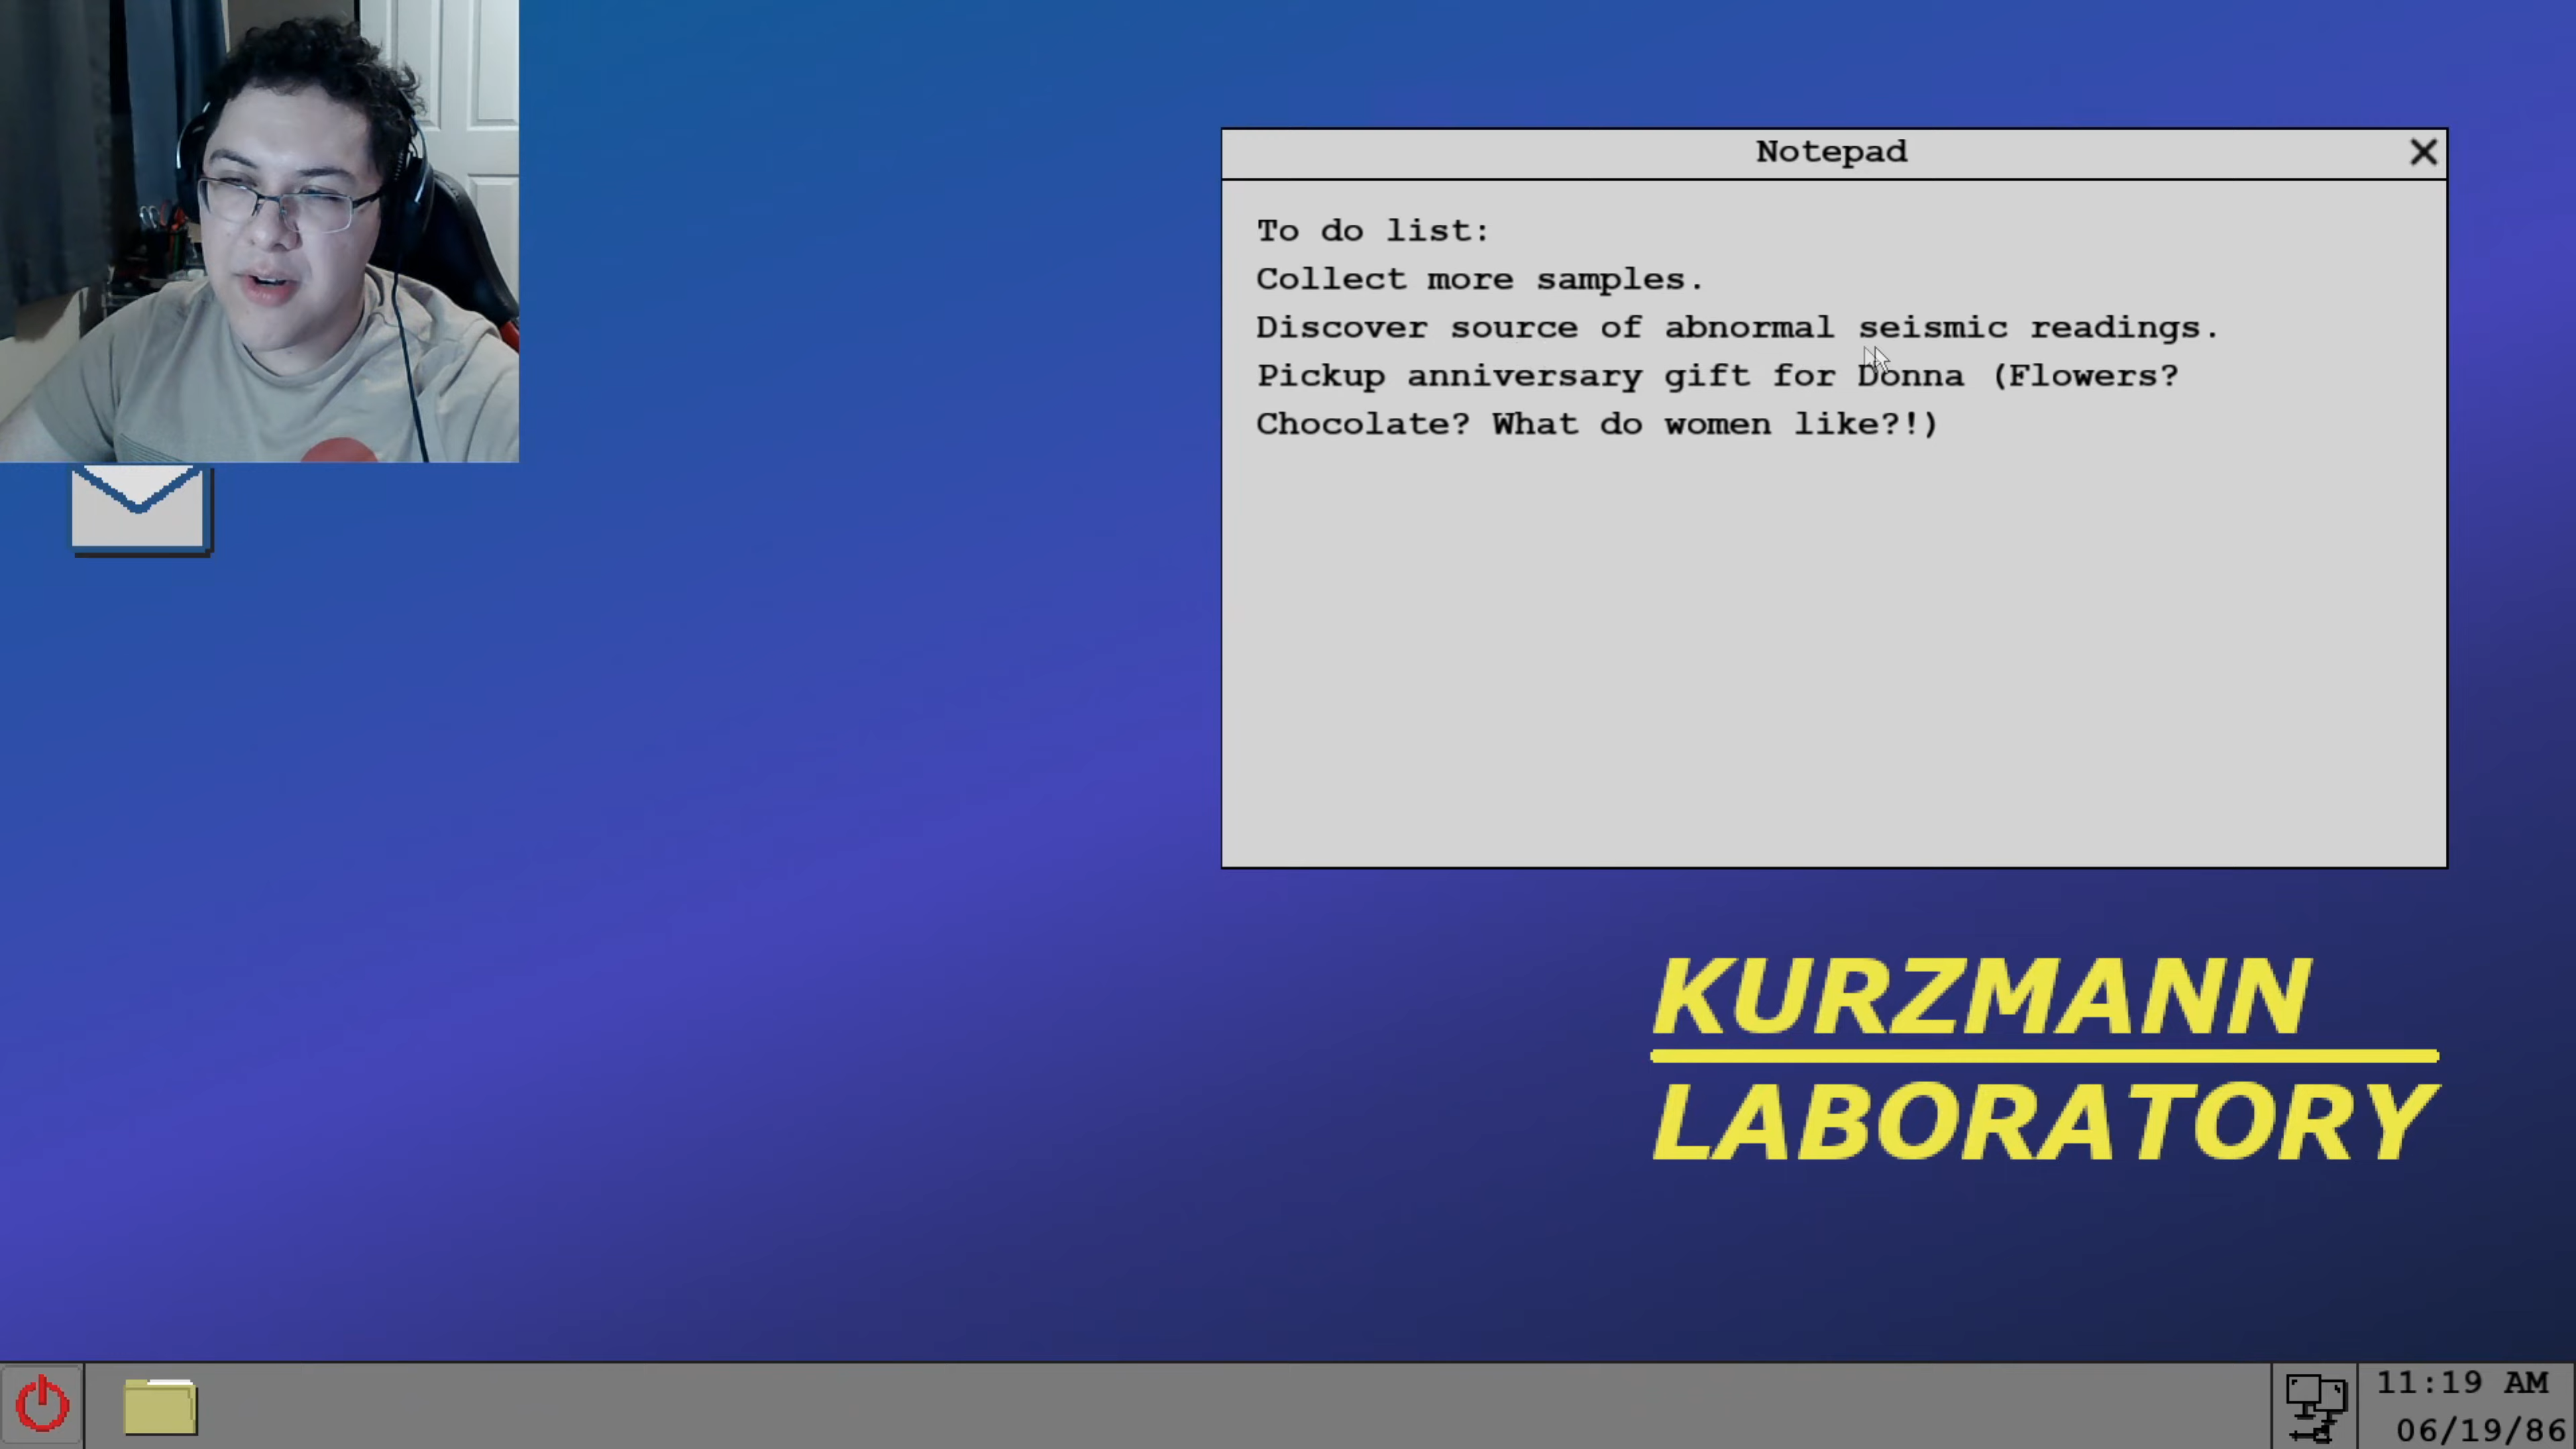 Notepad
To do list:
Collect more samples.
Discover source of abnormal seismic readings.
Pickup anniversary gift for Donna (Flowers?
Chocolate? What do women like?!)
KURZMANN
LABORATORY
11:19 AM
06/19/86